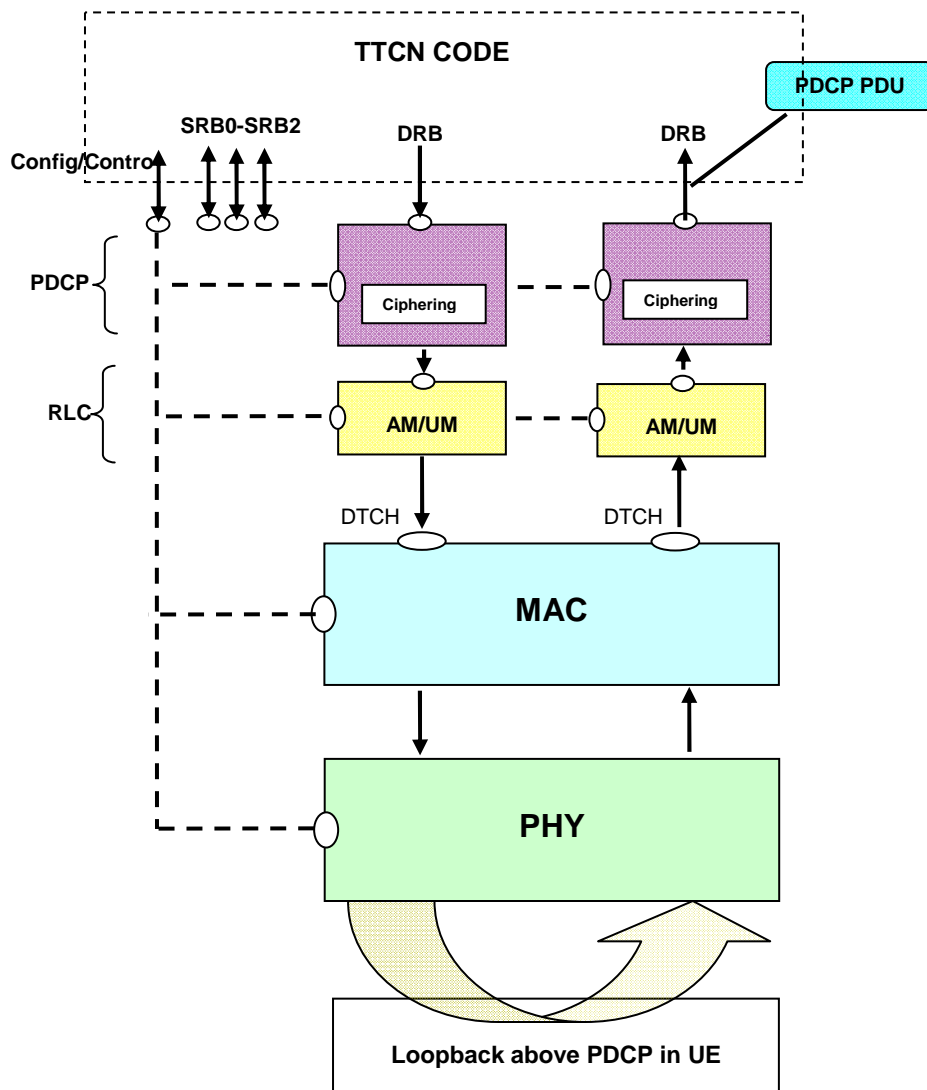 TTCN CODE
PDCP PDU
SRB0-SRB2
DRB
DRB
Config/Contro
PDCP
Ciphering
Ciphering
RLC
AM/UM
AM/UM
DTCH
DTCH
MAC
PHY
Loopback above PDCP in UE